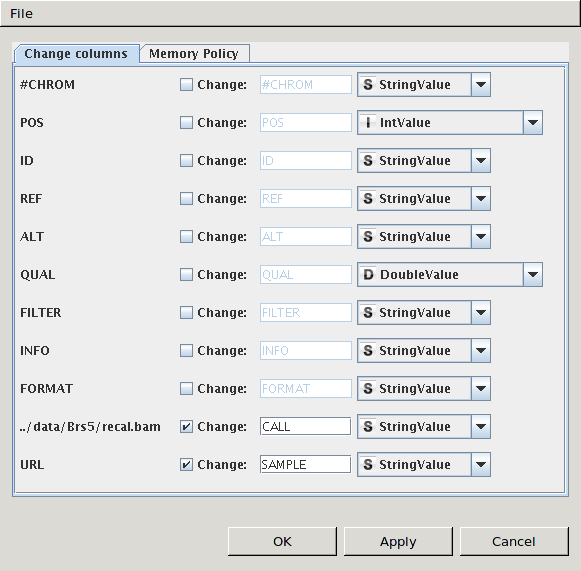 File
Change columns Memory Policy
#CHROM Change: #CHROM S StringValue
POS Change: POS I IntValue
ID Change: ID S StringValue
REF Change: REF S StringValue
ALT Change: ALT S StringValue
QUAL Change: QUAL D DoubleValue
FILTER Change: FILTER S StringValue
INFO Change: INFO S StringValue
FORMAT Change: FORMAT S StringValue
../data/Brs5/recal.bam Change: CALL S StringValue
URL Change: SAMPLE S StringValue
OK Apply Cancel